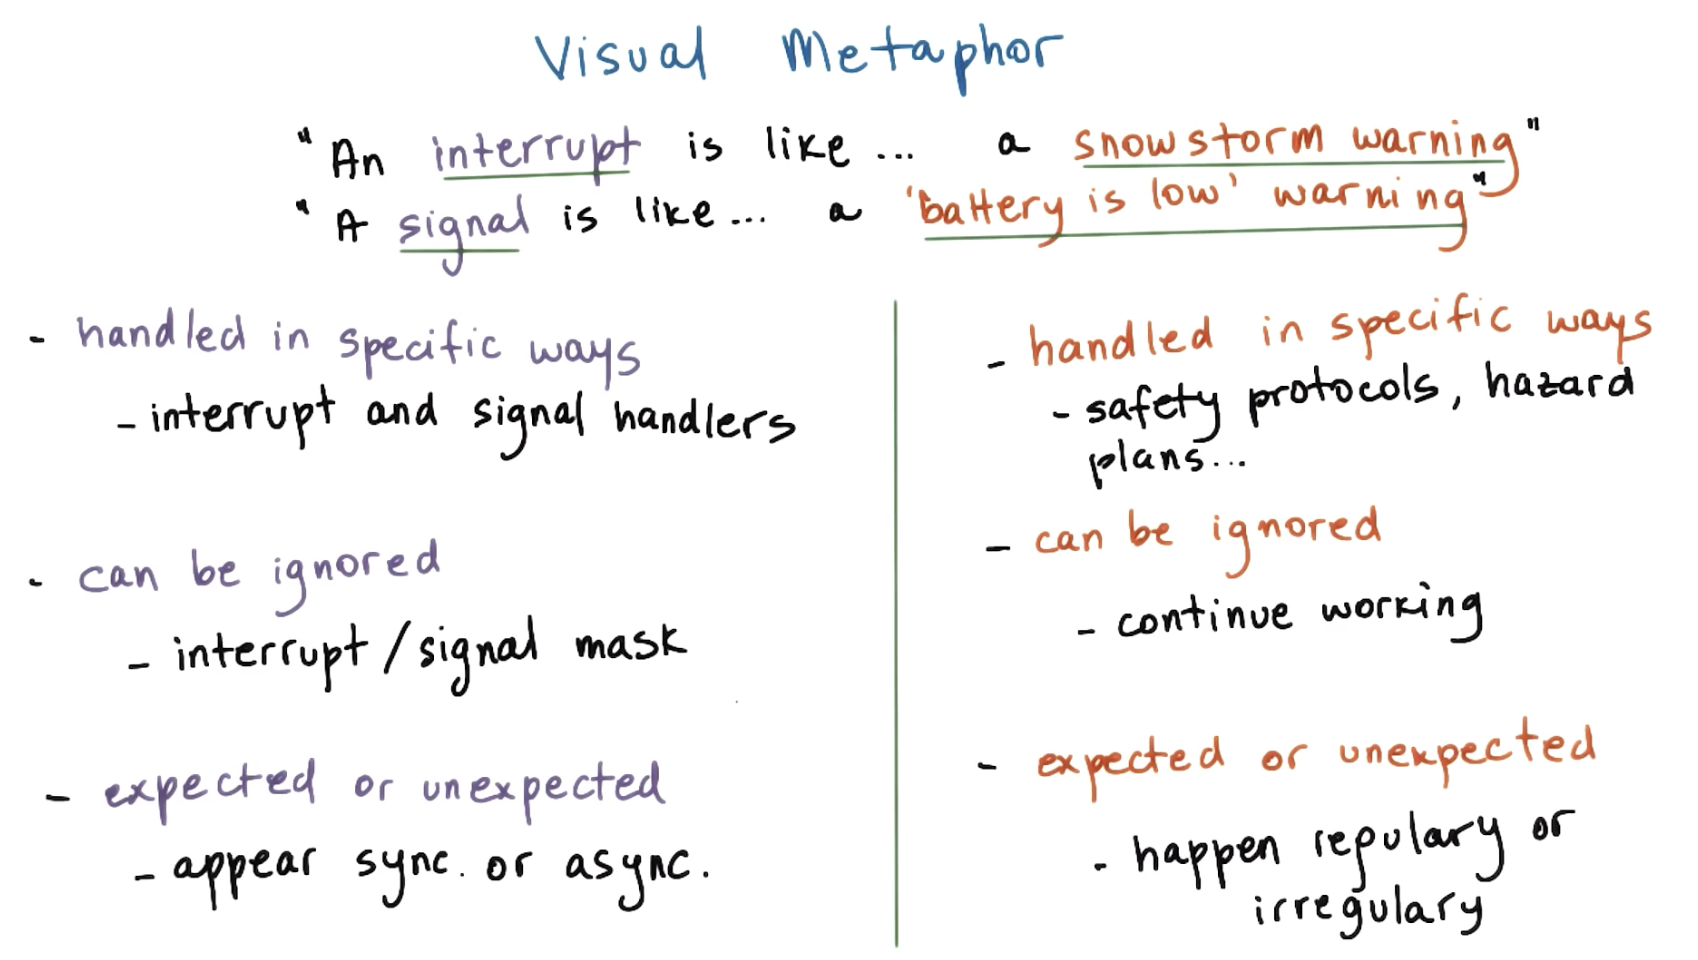 Visual Metaphor
"An interrupt is like... a snowstorm warning"
"A signal is like... a 'battery is low' warning"
- handled in specific ways
- interrupt and signal handlers
- can be ignored
- interrupt/signal mask
- expected or unexpected
- appear sync. or async.
- handled in specific ways
- safety protocols, hazard
plans...
- can be ignored
- continue working
- expected or unexpected
- happen regulary or
irregulary